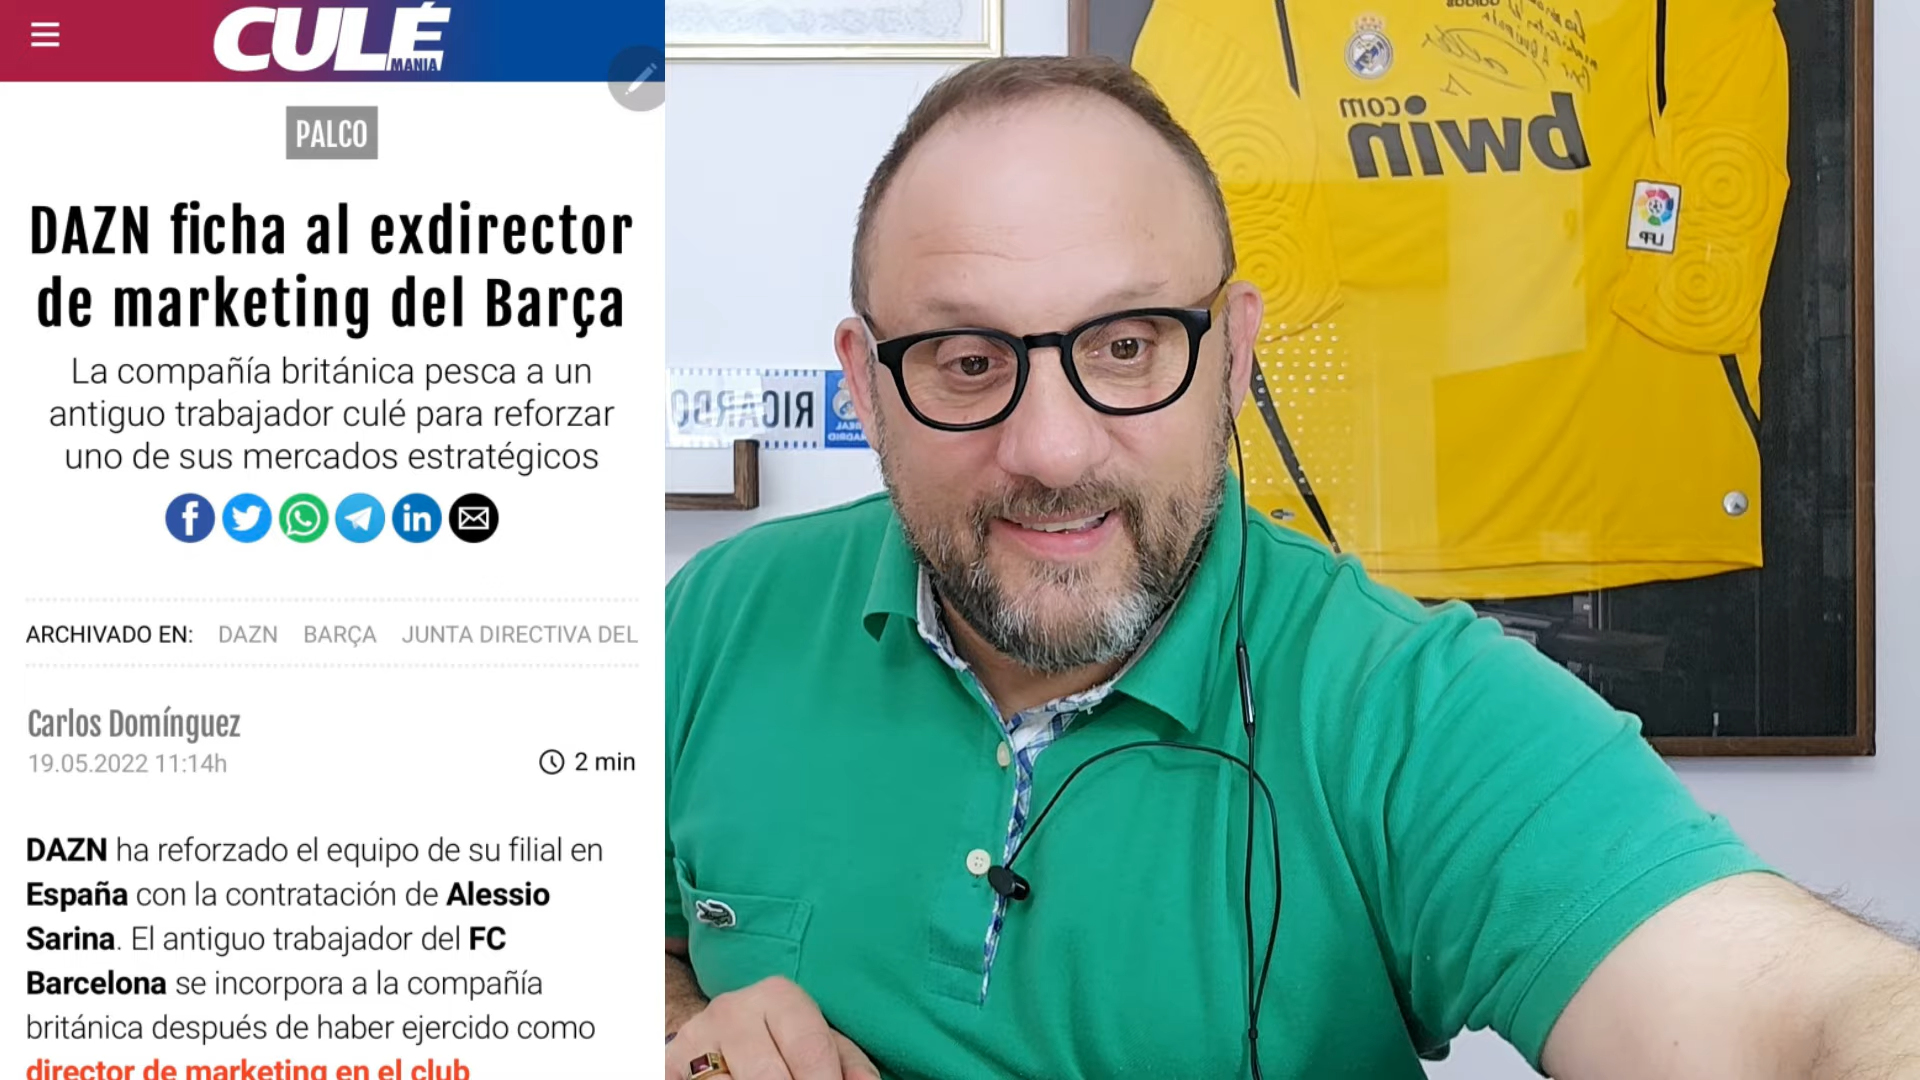 CULÉ
MANIA
PALCO
DAZN ficha al exdirector
de marketing del Barça
La compañía británica pesca a un
antiguo trabajador culé para reforzar
uno de sus mercados estratégicos
ARCHIVADO EN: DAZN BARÇA JUNTA DIRECTIVA DEL
Carlos Domínguez
19.05.2022 11:14h
2 min
DAZN ha reforzado el equipo de su filial en
España con la contratación de Alessio
Sarina. El antiguo trabajador del FC
Barcelona se incorpora a la compañía
británica después de haber ejercido como
director de marketing en el club
adidas
bwin
.com
LFP
RICARDO
REAL
MADRID